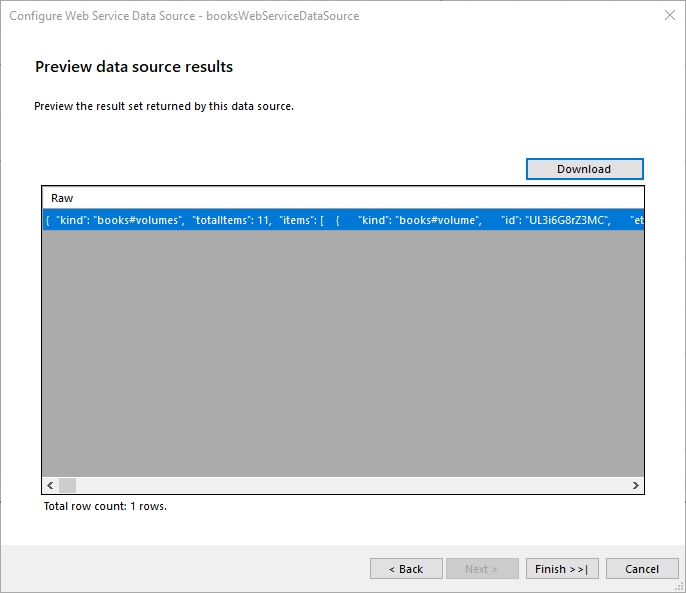 Configure Web Service Data Source - booksWebServiceDataSource
Preview data source results
Preview the result set returned by this data source.
Download
Raw
{ "kind": "books#volumes", "totalItems": 11, "items": [ { "kind": "books#volume", "id": "UL3i6G8rZ3MC", "et
Total row count: 1 rows.
< Back Next > Finish >>| Cancel